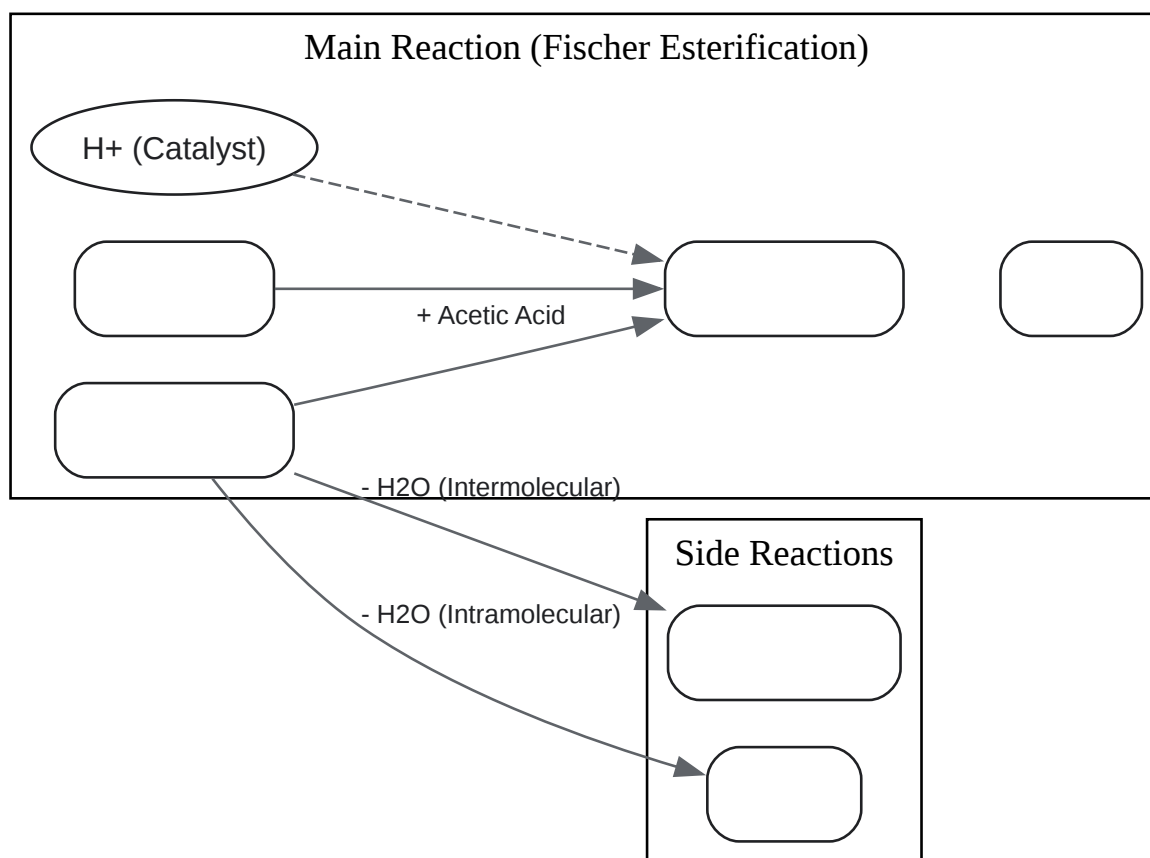 Main Reaction (Fischer Esterification)
H+ (Catalyst)
+ Acetic Acid
- H2O (Intermolecular)
Side Reactions
- H2O (Intramolecular)